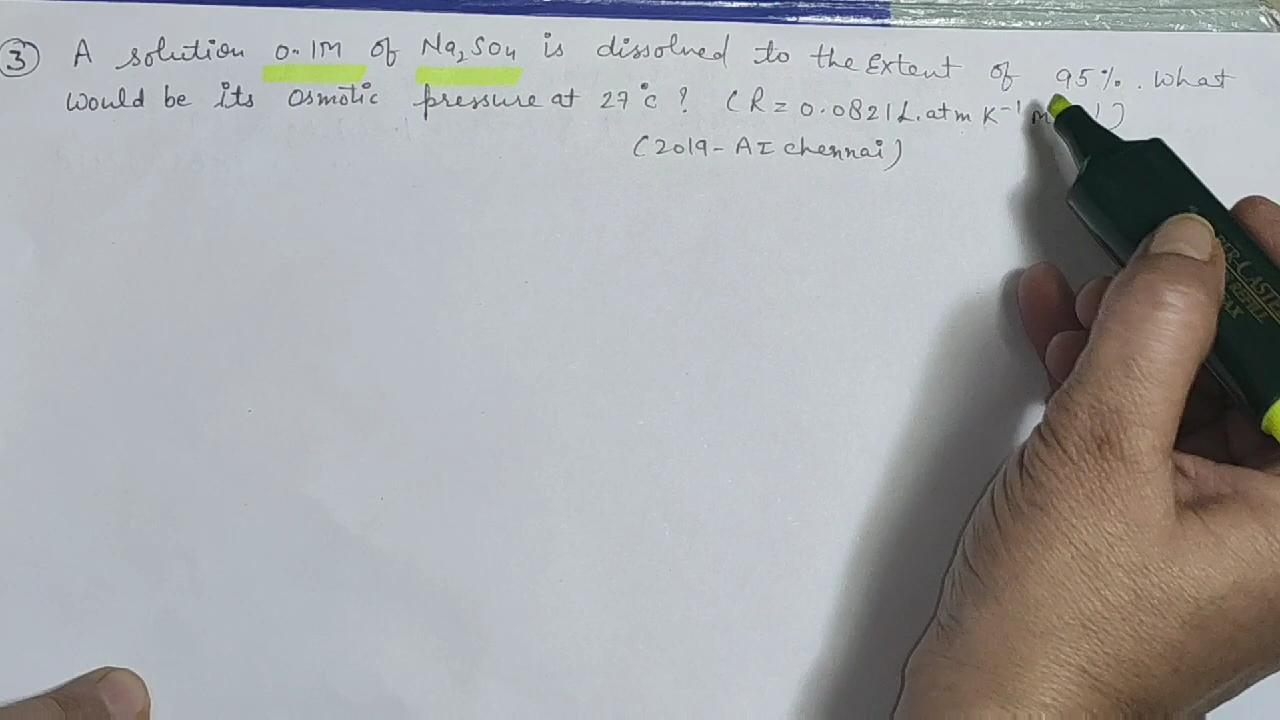 ③ A solution 0.1M of Na₂SO₄ is dissolved to the Extent of 95%. What
would be its osmotic pressure at 27°C? (R = 0.0821 L.atm K⁻¹
(2019 - AI chennai)